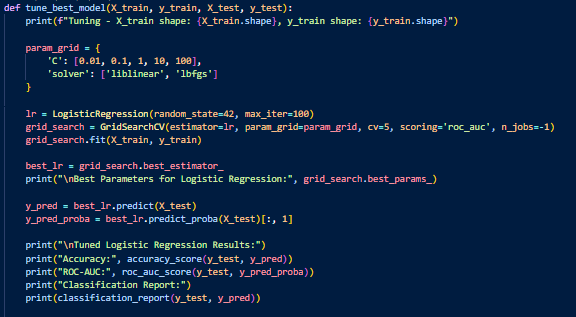 def tune_best_model(X_train, y_train, X_test, y_test):
    print(f"Tuning - X_train shape: {X_train.shape}, y_train shape: {y_train.shape}")
    param_grid = {
        'C': [0.01, 0.1, 1, 10, 100],
        'solver': ['liblinear', 'lbfgs']
    }
    lr = LogisticRegression(random_state=42, max_iter=100)
    grid_search = GridSearchCV(estimator=lr, param_grid=param_grid, cv=5, scoring='roc_auc', n_jobs=-1)
    grid_search.fit(X_train, y_train)
    best_lr = grid_search.best_estimator_
    print("\nBest Parameters for Logistic Regression:", grid_search.best_params_)
    y_pred = best_lr.predict(X_test)
    y_pred_proba = best_lr.predict_proba(X_test)[:, 1]
    print("\nTuned Logistic Regression Results:")
    print("Accuracy:", accuracy_score(y_test, y_pred))
    print("ROC-AUC:", roc_auc_score(y_test, y_pred_proba))
    print("Classification Report:")
    print(classification_report(y_test, y_pred))